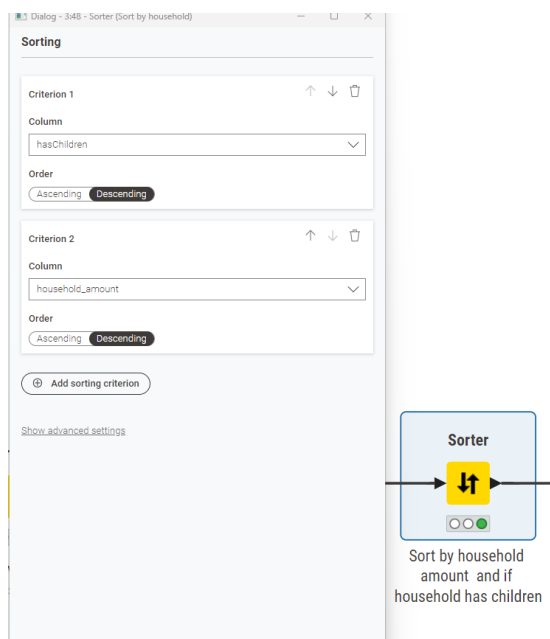 Dialog - 3:48 - Sorter (Sort by household)
Sorting
Criterion 1
Column
hasChildren
Order
Ascending Descending
Criterion 2
Column
household_amount
Order
Ascending Descending
Add sorting criterion
Show advanced settings
Sorter
Sort by household
amount and if
household has children